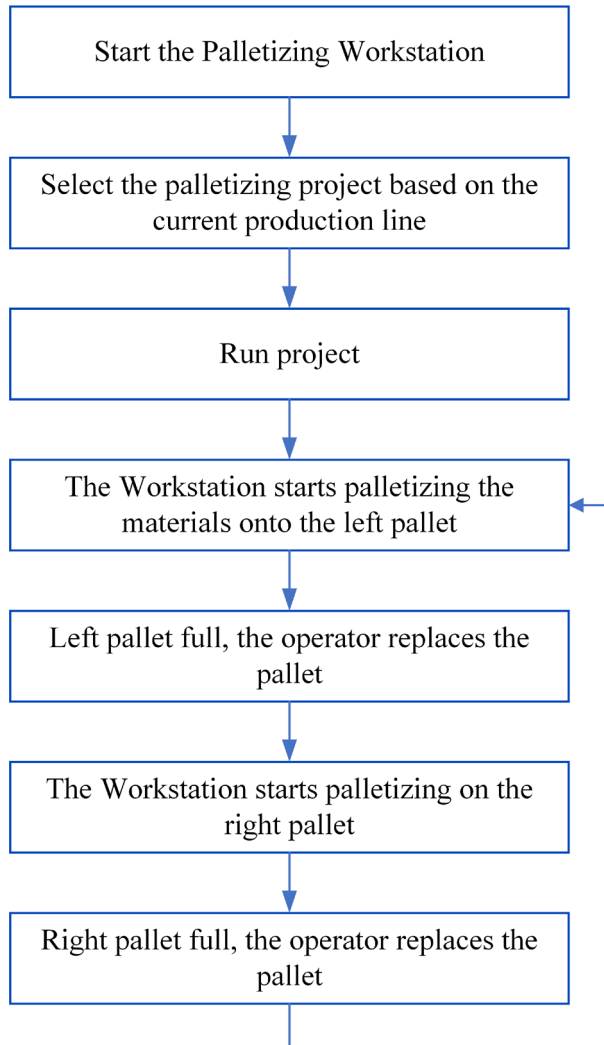 Start the Palletizing Workstation
Select the palletizing project based on the
current production line
Run project
The Workstation starts palletizing the
materials onto the left pallet
Left pallet full, the operator replaces the
pallet
The Workstation starts palletizing on the
right pallet
Right pallet full, the operator replaces the
pallet